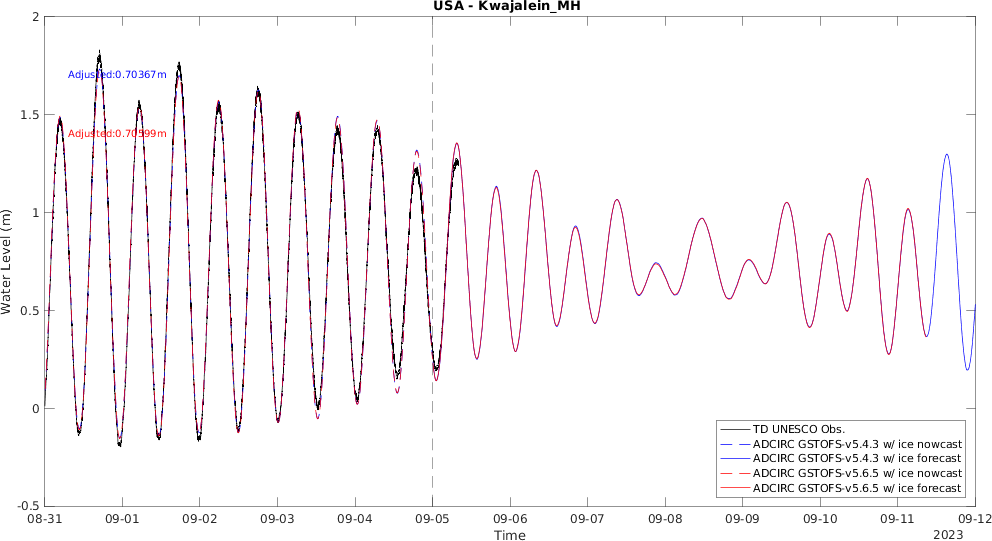 USA - Kwajalein_MH
2
1.5
1
0.5
0
-0.5
Water Level (m)
Adjusted:0.70367m
Adjusted:0.70599m
TD UNESCO Obs.
ADCIRC GSTOFS-v5.4.3 w/ ice nowcast
ADCIRC GSTOFS-v5.4.3 w/ ice forecast
ADCIRC GSTOFS-v5.6.5 w/ ice nowcast
ADCIRC GSTOFS-v5.6.5 w/ ice forecast
08-31 09-01 09-02 09-03 09-04 09-05 09-06 09-07 09-08 09-09 09-10 09-11 09-12
Time
2023